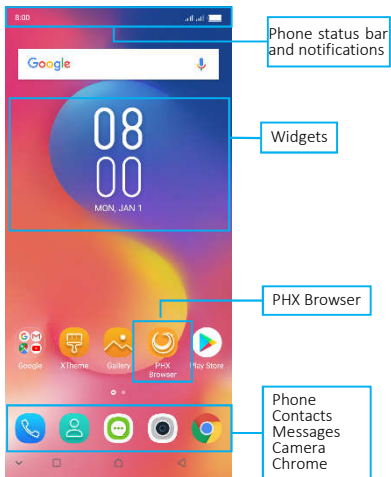 8:00
Phone status bar
and notifications
Google
08
00
MON, JAN 1
Widgets
PHX Browser
Google
XTheme
Gallery
PHX
Browser
Play Store
Phone
Contacts
Messages
Camera
Chrome